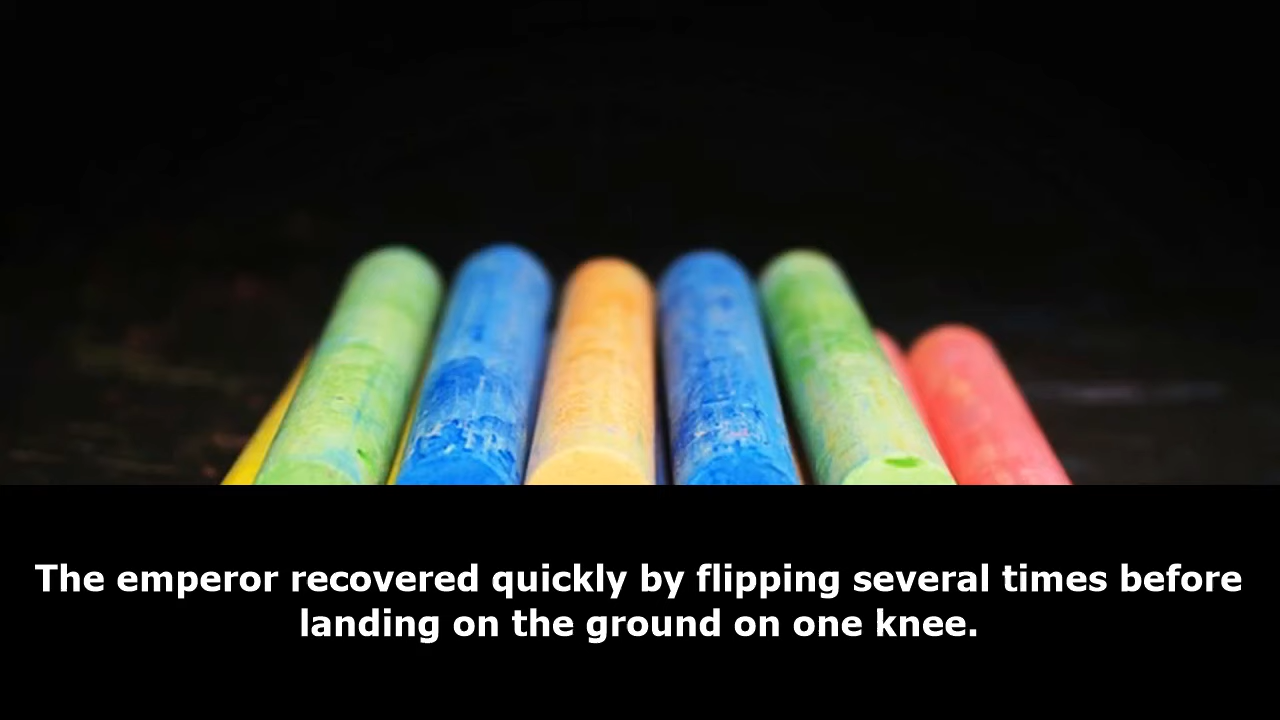 The emperor recovered quickly by flipping several times before
landing on the ground on one knee.